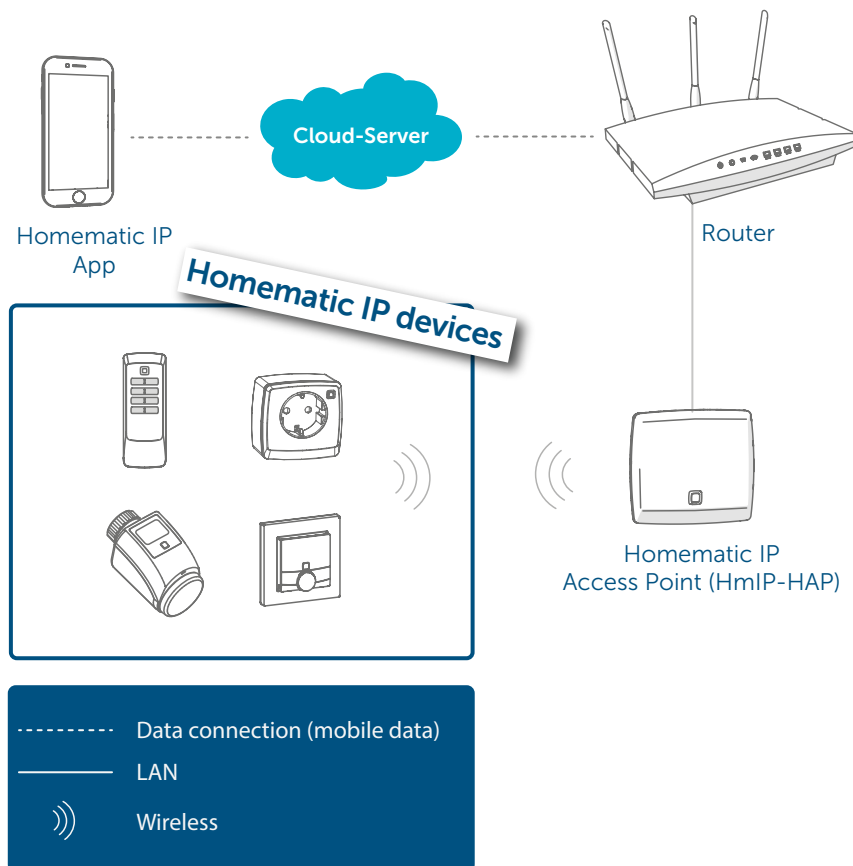 Cloud-Server
Homematic IP
App
Router
Homematic IP devices
Homematic IP
Access Point (HmIP-HAP)
Data connection (mobile data)
LAN
Wireless